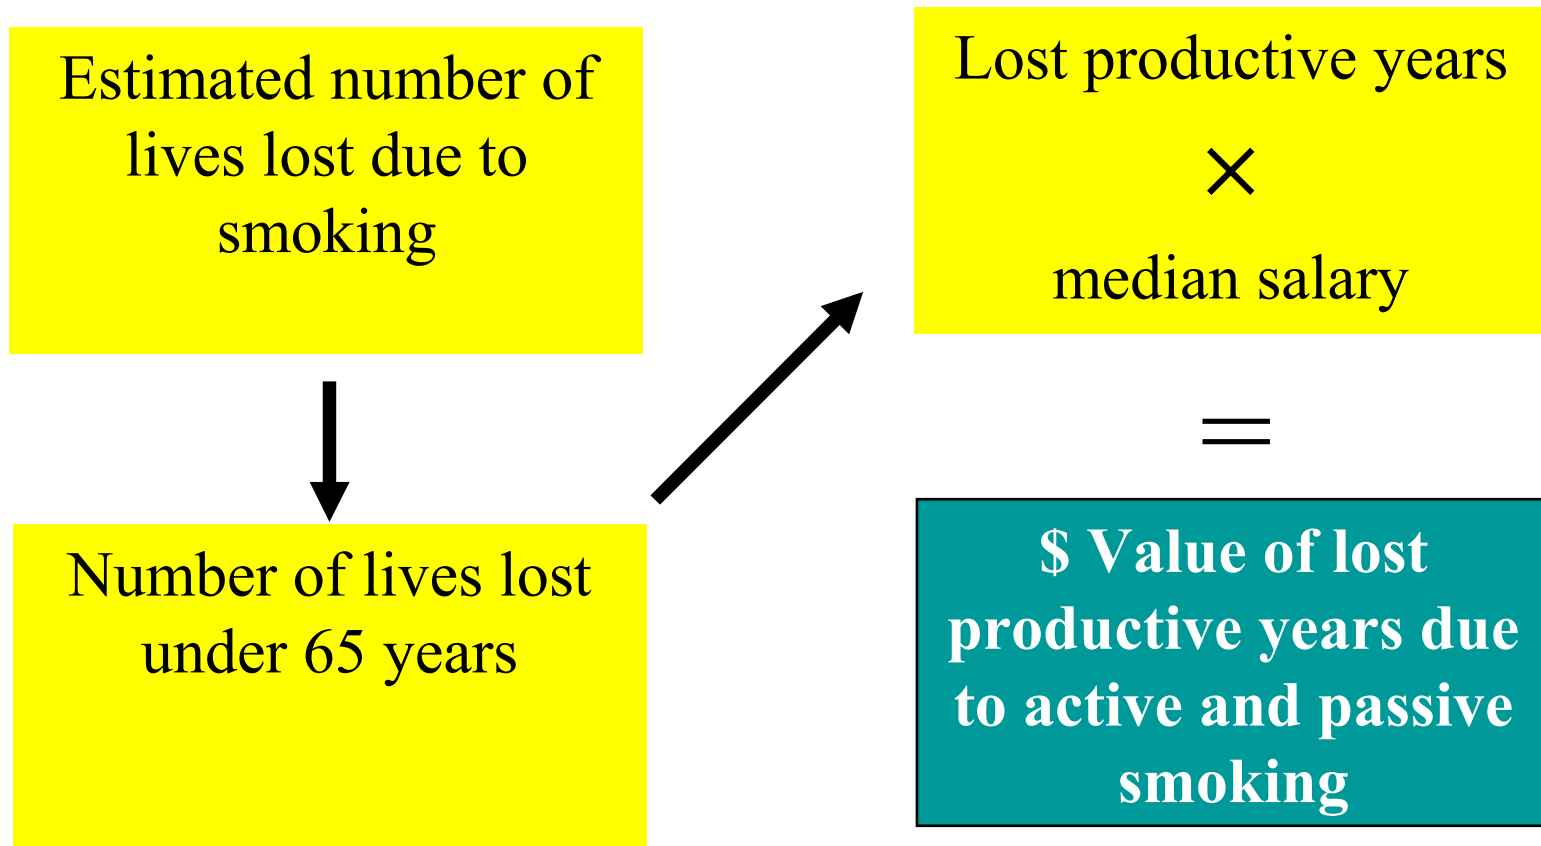 Estimated number of
lives lost due to
smoking
Number of lives lost
under 65 years
Lost productive years
×
median salary
=
$ Value of lost
productive years due
to active and passive
smoking